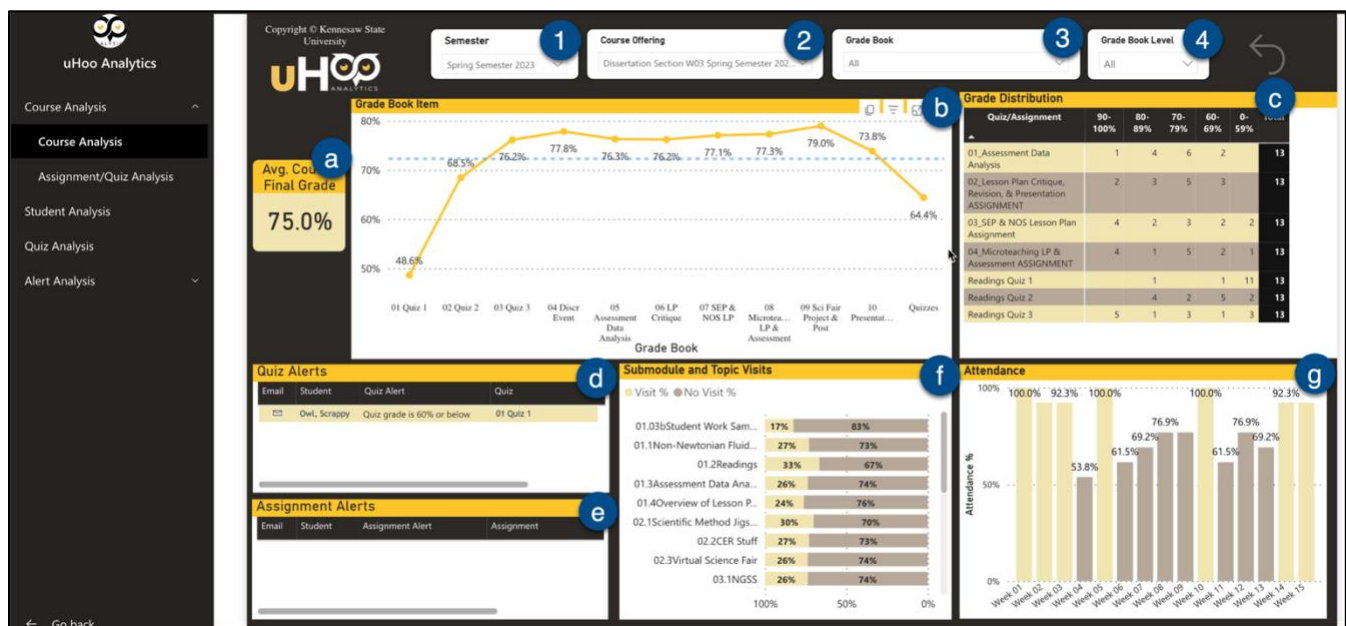 uHoo Analytics
Course Analysis
Course Analysis
Assignment/Quiz Analysis
Student Analysis
Quiz Analysis
Alert Analysis
Go back
Copyright © Kennesaw State
University
uHoo
ANALYTICS
Semester
Spring Semester 2023
1
Course Offering
Dissertation Section W03 Spring Semester 202...
2
Grade Book
All
3
Grade Book Level
All
4
a
Avg. Cou
Final Grade
75.0%
Grade Book Item
b
80%
70%
60%
50%
48.6%
68.5%
76.2%
77.8%
76.3%
76.2%
77.1%
77.3%
79.0%
73.8%
64.4%
01 Quiz 1
02 Quiz 2
03 Quiz 3
04 Discr
Event
05
Assessment
Data
Analysis
06 LP
Critique
07 SEP &
NOS LP
08
Microtea...
LP &
Assessment
09 Sci Fair
Project &
Post
10
Presentat...
Quizzes
Grade Book
Grade Distribution
c
Quiz/Assignment 90-100% 80-89% 70-79% 60-69% 0-59% Total
01_Assessment Data 1 4 6 2 13
Analysis
02_Lesson Plan Critique, 2 3 5 3 13
Revision, & Presentation
ASSIGNMENT
03_SEP & NOS Lesson Plan 4 2 3 2 2 13
Assignment
04_Microteaching LP & 4 1 5 2 1 13
Assessment ASSIGNMENT
Readings Quiz 1 1 1 11 13
Readings Quiz 2 4 2 5 2 13
Readings Quiz 3 5 1 3 1 3 13
Quiz Alerts
d
Email Student Quiz Alert Quiz
Owl, Scrappy Quiz grade is 60% or below 01 Quiz 1
Assignment Alerts
e
Email Student Assignment Alert Assignment
Submodule and Topic Visits
f
Visit % No Visit %
01.03bStudent Work Sam... 17% 83%
01.1Non-Newtonian Fluid... 27% 73%
01.2Readings 33% 67%
01.3Assessment Data Ana... 26% 74%
01.4Overview of Lesson P... 24% 76%
02.1Scientific Method Jigs... 30% 70%
02.2CER Stuff 27% 73%
02.3Virtual Science Fair 26% 74%
03.1NGSS 26% 74%
100% 50% 0%
Attendance
g
100%
50%
0%
Attendance %
100.0%
92.3%
53.8%
100.0%
61.5%
69.2%
76.9%
100.0%
61.5%
76.9%
69.2%
92.3%
Week 01
Week 02
Week 03
Week 04
Week 05
Week 06
Week 07
Week 08
Week 09
Week 10
Week 11
Week 12
Week 13
Week 14
Week 15